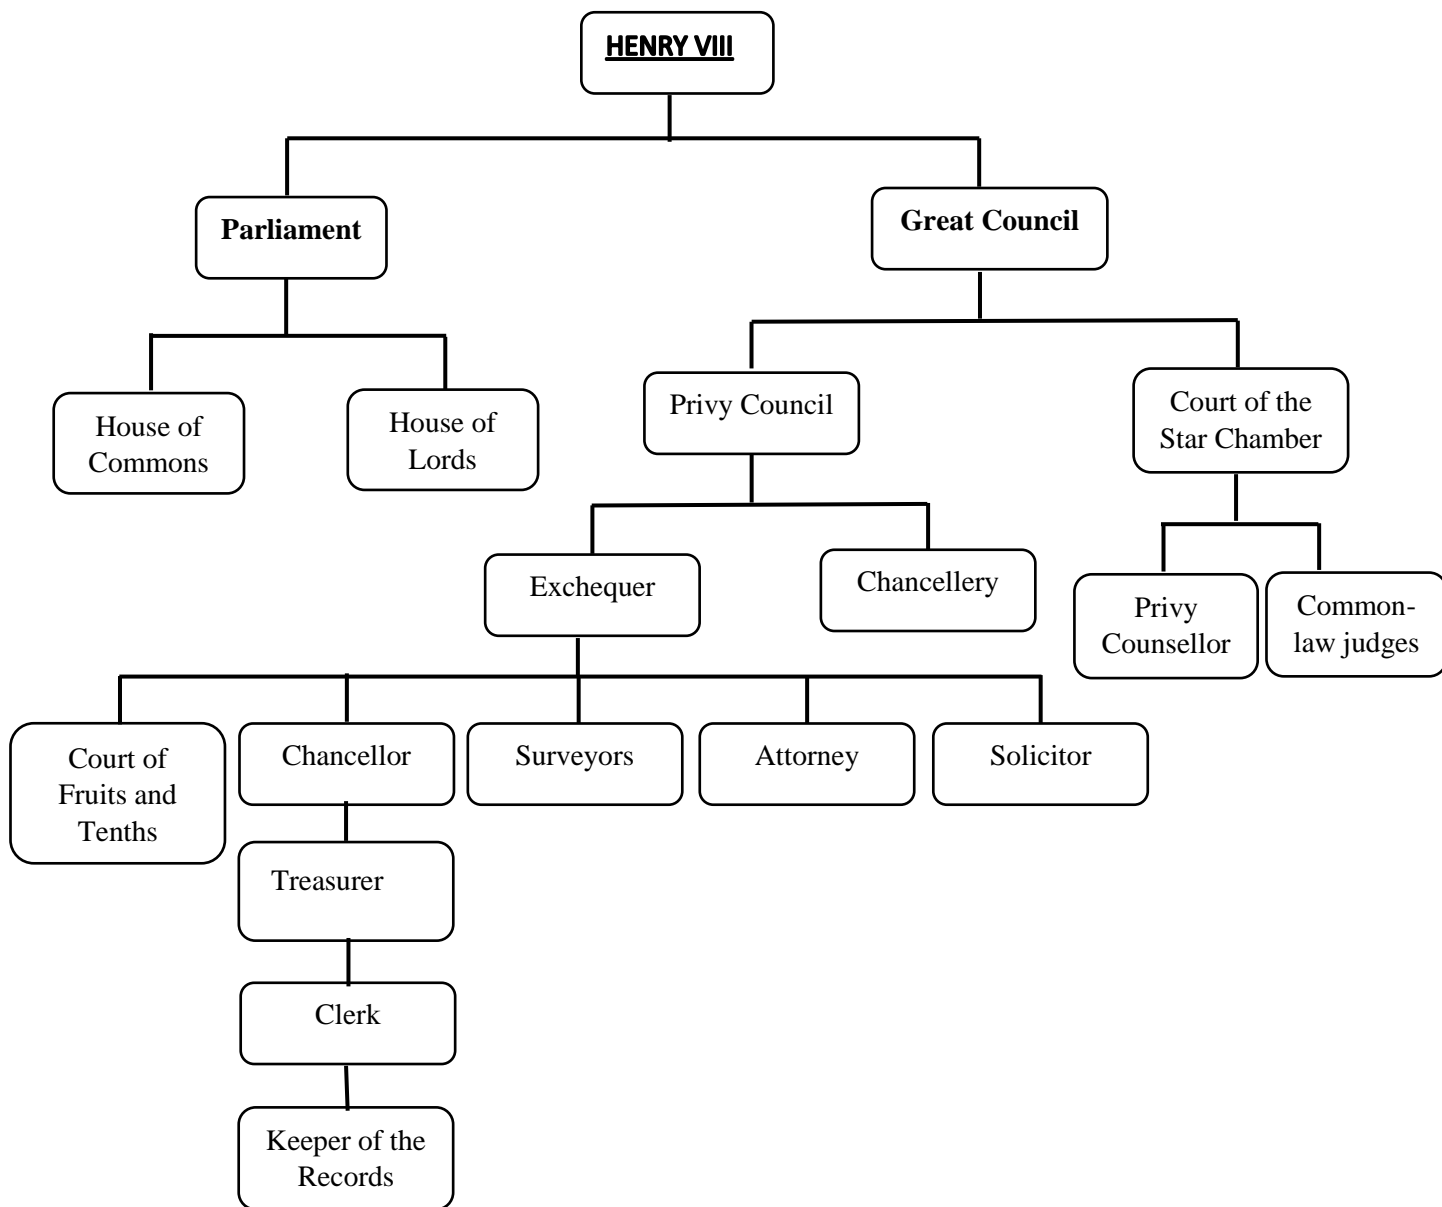 HENRY VIII
Parliament
Great Council
House of
Commons
House of
Lords
Privy Council
Court of the
Star Chamber
Exchequer
Chancellery
Privy
Counsellor
Common-
law judges
Court of
Fruits and
Tenths
Chancellor
Surveyors
Attorney
Solicitor
Treasurer
Clerk
Keeper of the
Records